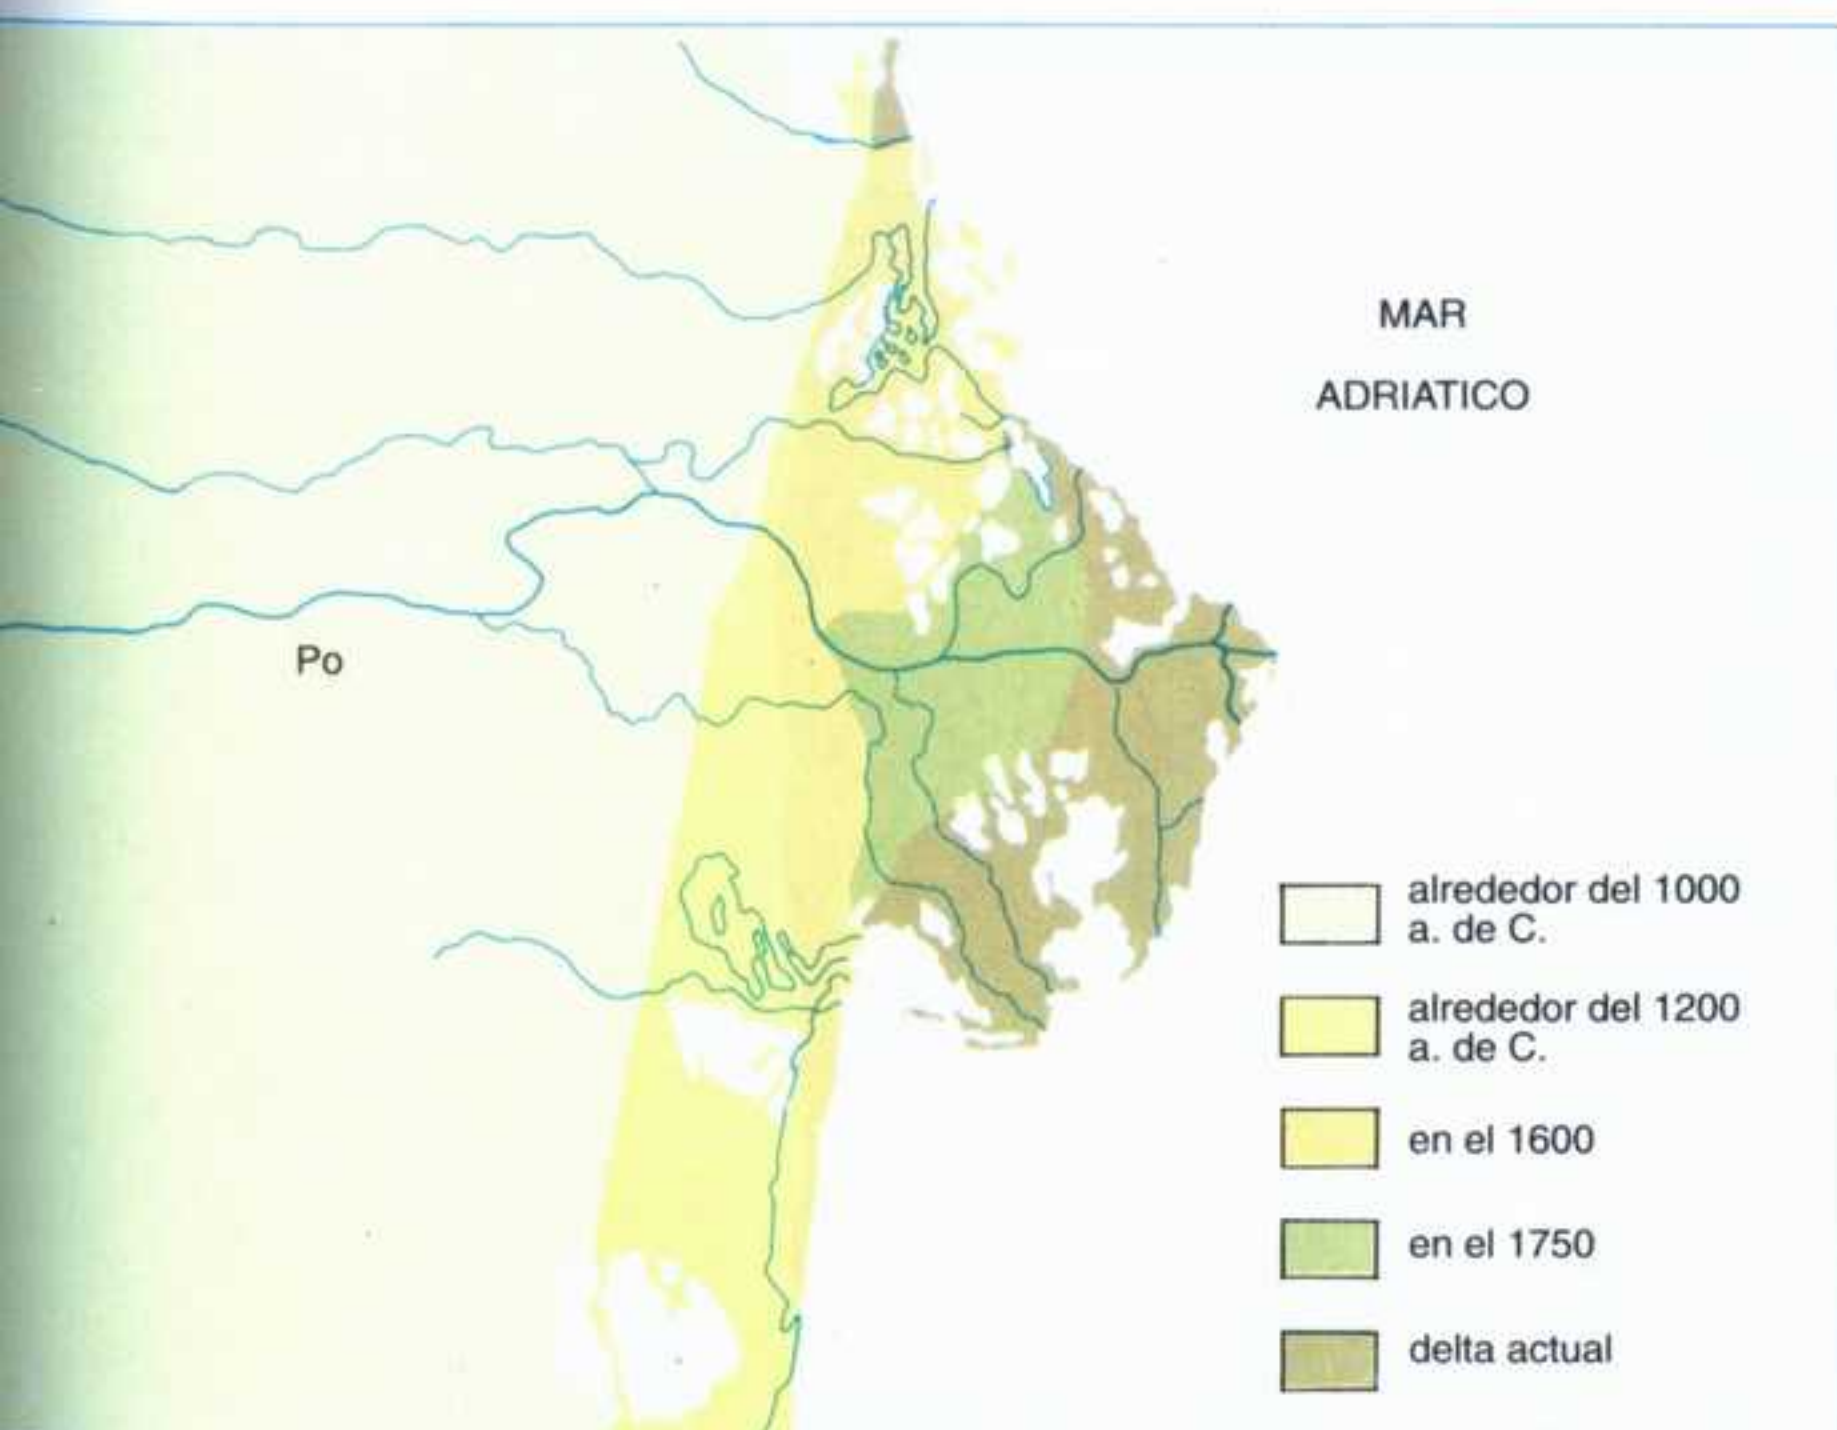 MAR
ADRIATICO
Po
alrededor del 1000
a. de C.
alrededor del 1200
a. de C.
en el 1600
en el 1750
delta actual